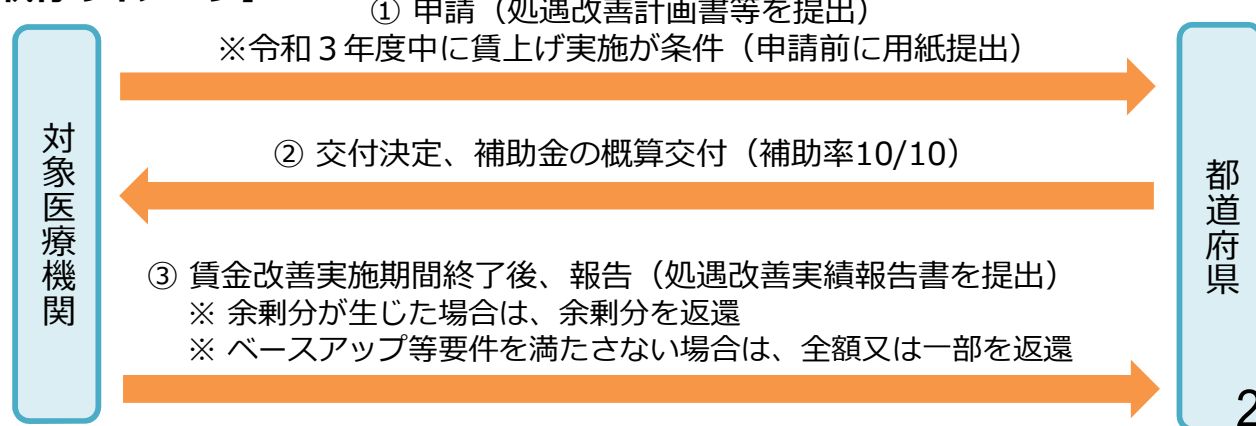 ① 申請（処遇改善計画書等を提出）
※令和３年度中に賃上げ実施が条件（申請前に用紙提出）
対象医療機関
② 交付決定、補助金の概算交付（補助率10/10）
都道府県
③ 賃金改善実施期間終了後、報告（処遇改善実績報告書を提出）
※ 余剰分が生じた場合は、余剰分を返還
※ ベースアップ等要件を満たさない場合は、全額又は一部を返還
2